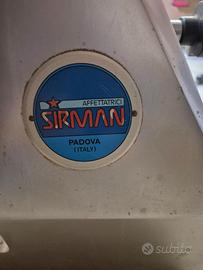 AFFETTATRICI
SIRMAN
PADOVA
(ITALY)
subito